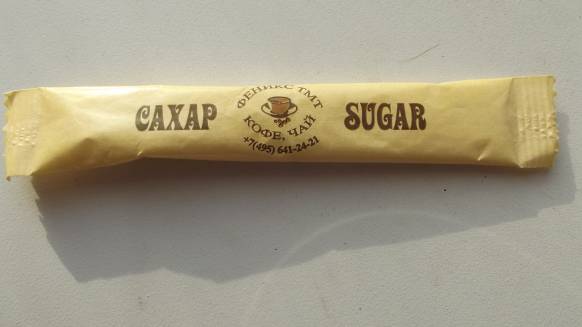 САХАР
ФЕНИКС ТМТ
КОФЕ, ЧАЙ
+7(495) 641-24-21
SUGAR